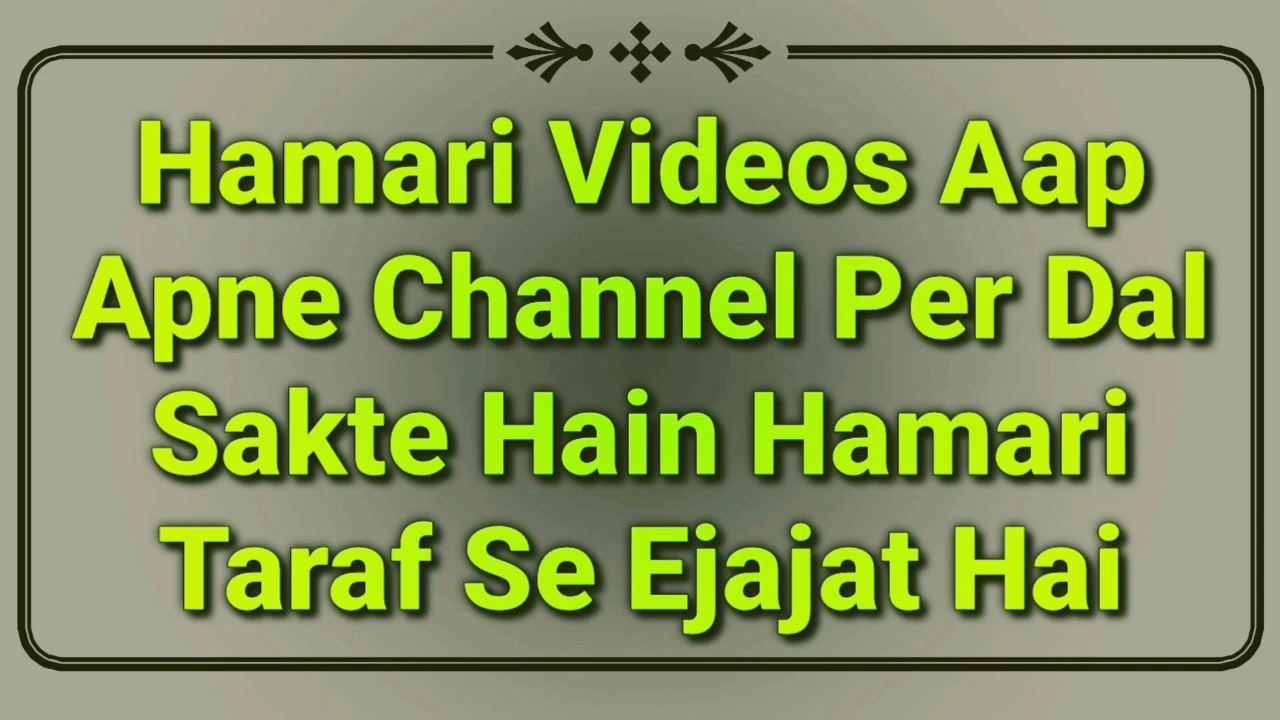 Hamari Videos Aap
Apne Channel Per Dal
Sakte Hain Hamari
Taraf Se Ejajat Hai